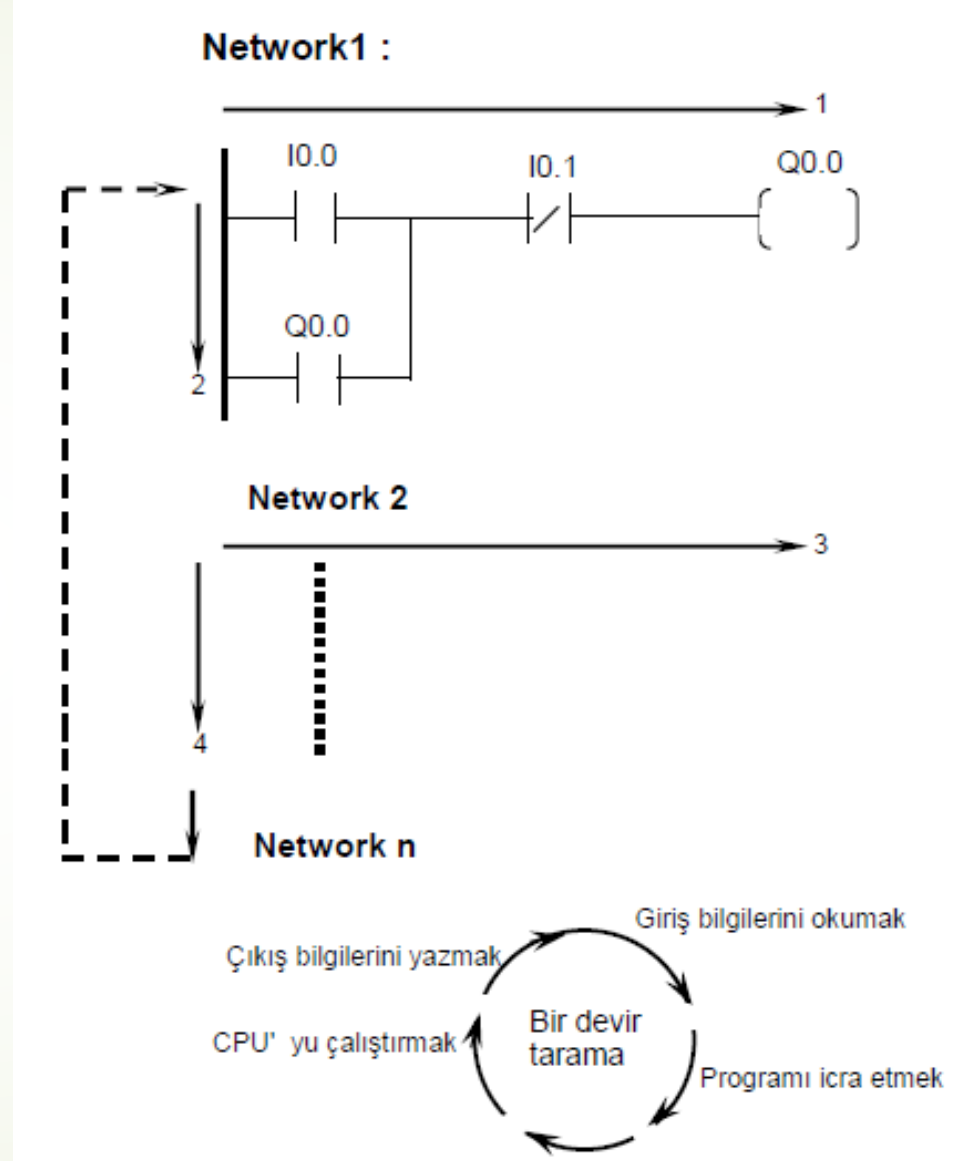 Network1 :
1
I0.0
I0.1
Q0.0
Q0.0
2
Network 2
3
4
Network n
Giriş bilgilerini okumak
Çıkış bilgilerini yazmak
Bir devir
tarama
CPU' yu çalıştırmak
Programı icra etmek